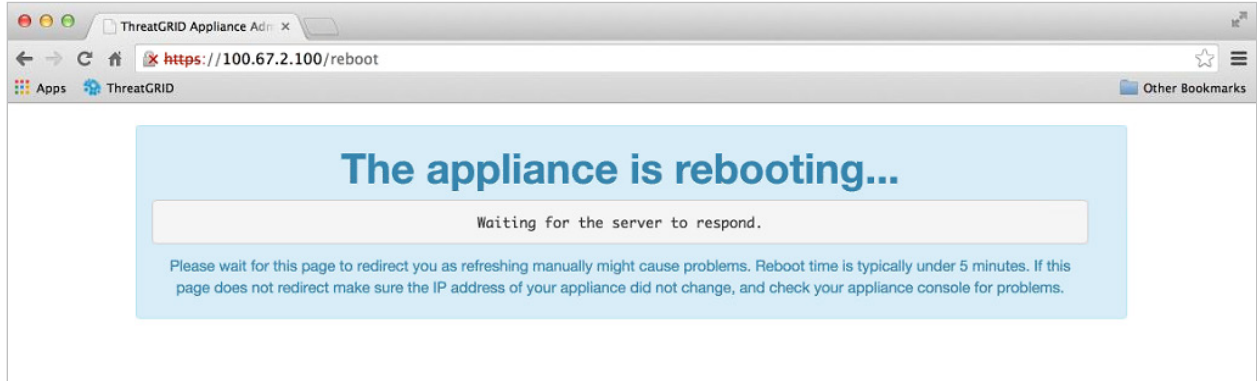 ThreatGRID Appliance Adm
https://100.67.2.100/reboot
Apps ThreatGRID Other Bookmarks
The appliance is rebooting...
Waiting for the server to respond.
Please wait for this page to redirect you as refreshing manually might cause problems. Reboot time is typically under 5 minutes. If this
page does not redirect make sure the IP address of your appliance did not change, and check your appliance console for problems.